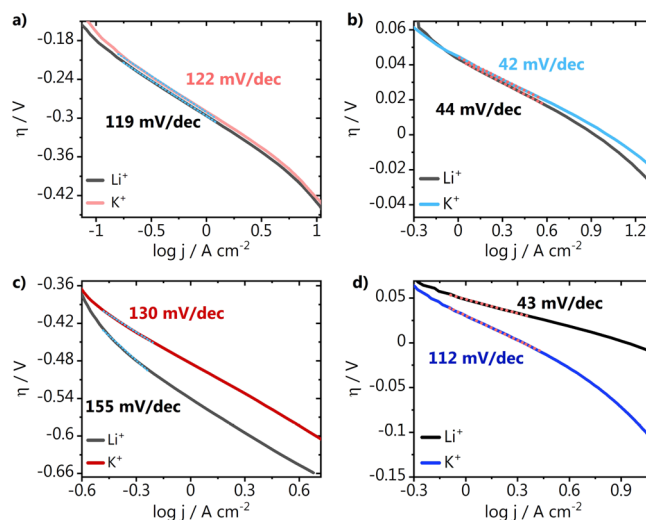 a)
-0.18
-0.24
-0.3
-0.36
-0.42
η / V
122 mV/dec
119 mV/dec
Li⁺
K⁺
-1 -0.5 0 0.5 1
log j / A cm⁻²
b)
0.06
0.04
0.02
0
-0.02
0.04
η / V
42 mV/dec
44 mV/dec
Li⁺
K⁺
-0.3 0 0.3 0.6 0.9 1.2
log j / A cm⁻²
c)
-0.36
-0.42
-0.48
-0.54
-0.6
-0.66
η / V
130 mV/dec
155 mV/dec
Li⁺
K⁺
-0.6 -0.3 0 0.3 0.6
log j / A cm⁻²
d)
0.05
0
-0.05
-0.1
-0.15
η / V
43 mV/dec
112 mV/dec
Li⁺
K⁺
-0.3 0 0.3 0.6 0.9
log j / A cm⁻²